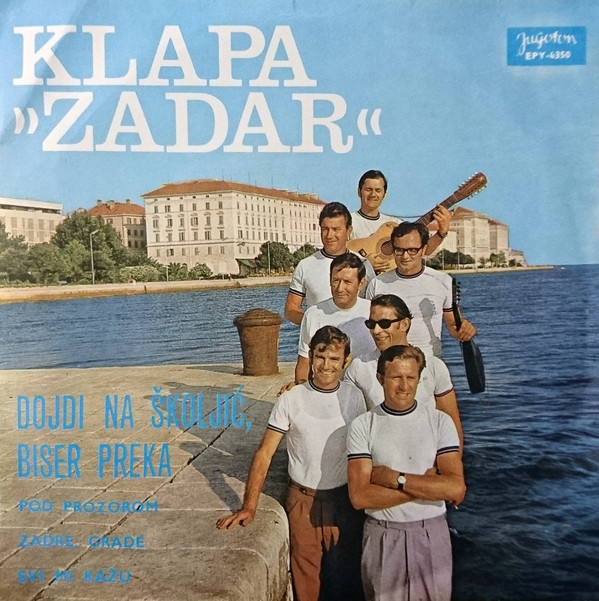 KLAPA
»ZADAR«
Jugoton
EPY-4350
DOJDI NA ŠKOLJIĆ,
BISER PREKA
POD PROZOROM
ZADRE, GRADE
SVI MI KAŽU